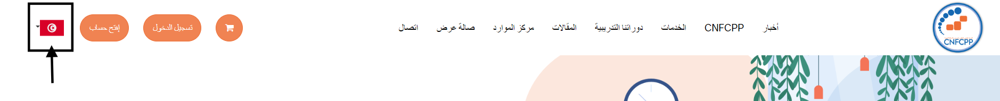 CNFCPP
أخبار
CNFCPP
الخدمات
دوراتنا التدريبية
المقالات
مركز الموارد
صالة عرض
اتصال
تسجيل الدخول
إفتح حساب